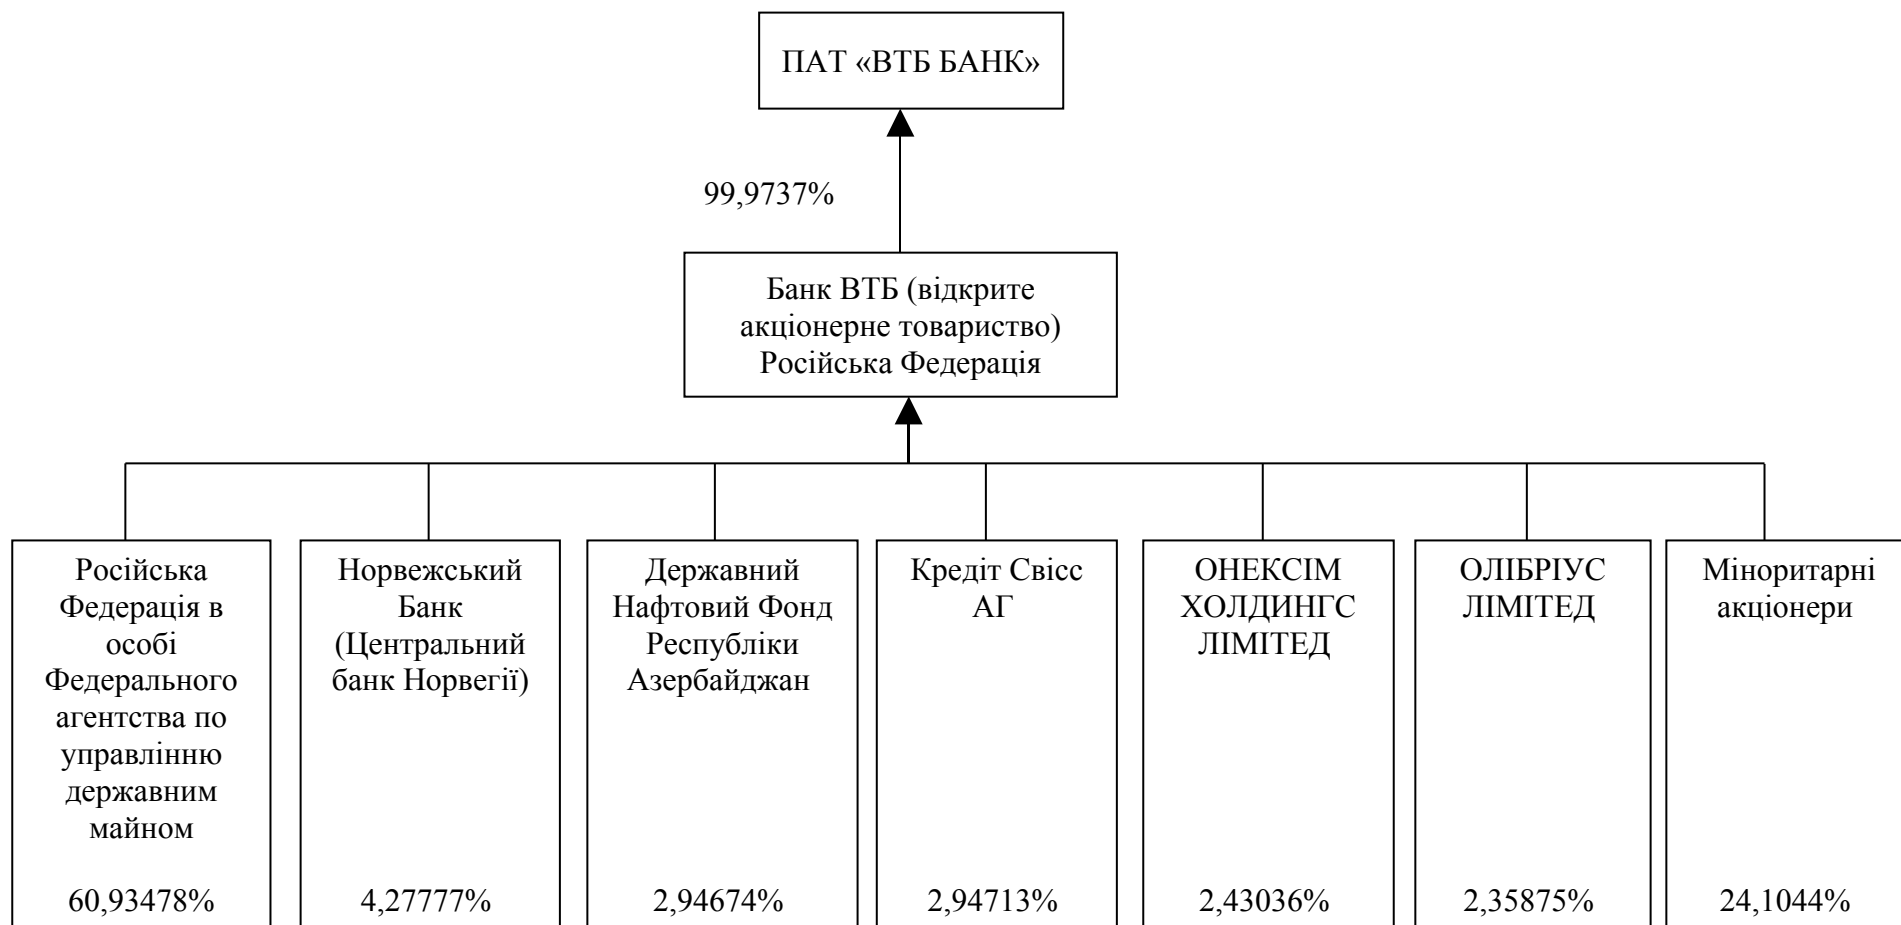 ПАТ «ВТБ БАНК»
99,9737%
Банк ВТБ (відкрите
акціонерне товариство)
Російська Федерація
Російська
Федерація в
особі
Федерального
агентства по
управлінню
державним
майном
60,93478%
Норвежський
Банк
(Центральний
банк Норвегії)
4,27777%
Державний
Нафтовий Фонд
Республіки
Азербайджан
2,94674%
Кредіт Свісс
АГ
2,94713%
ОНЕКСІМ
ХОЛДИНГС
ЛІМІТЕД
2,43036%
ОЛІБРІУС
ЛІМІТЕД
2,35875%
Міноритарні
акціонери
24,1044%